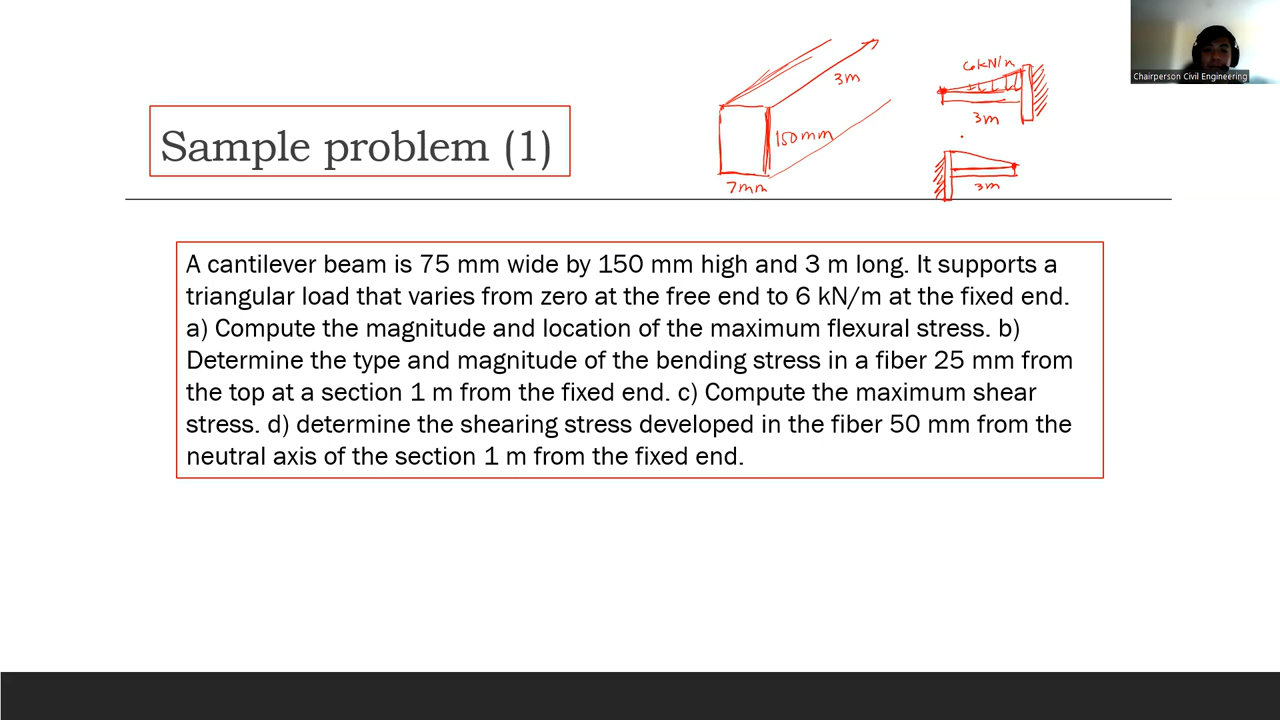 Chairperson Civil Engineering
6kN/m
3m
3m
150mm
Sample problem (1)
7mm
3m
A cantilever beam is 75 mm wide by 150 mm high and 3 m long. It supports a
triangular load that varies from zero at the free end to 6 kN/m at the fixed end.
a) Compute the magnitude and location of the maximum flexural stress. b)
Determine the type and magnitude of the bending stress in a fiber 25 mm from
the top at a section 1 m from the fixed end. c) Compute the maximum shear
stress. d) determine the shearing stress developed in the fiber 50 mm from the
neutral axis of the section 1 m from the fixed end.